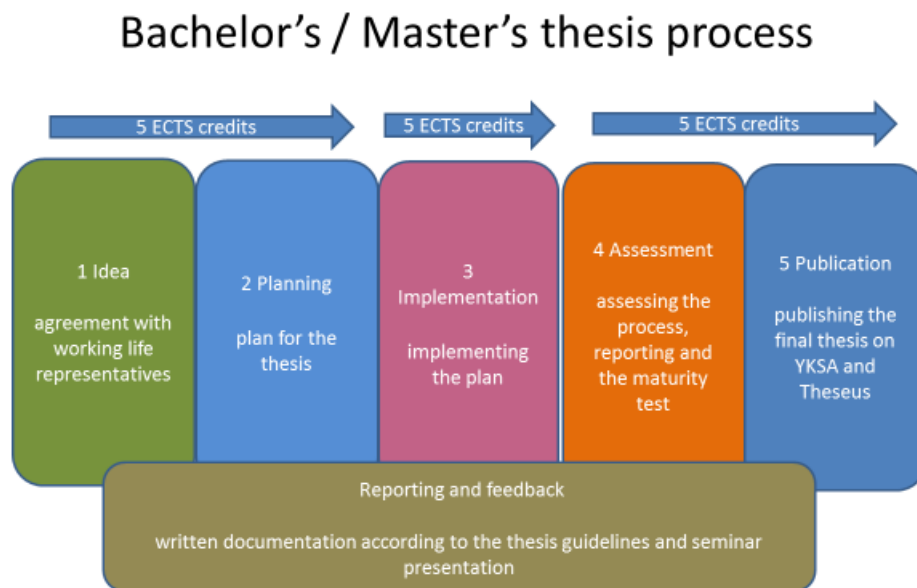 Bachelor's / Master's thesis process
5 ECTS credits
5 ECTS credits
5 ECTS credits
1 Idea
agreement with
working life
representatives
2 Planning
plan for the
thesis
3
Implementation
implementing
the plan
4 Assessment
assessing the
process,
reporting and
the maturity
test
5 Publication
publishing the
final thesis on
YKSA and
Theseus
Reporting and feedback
written documentation according to the thesis guidelines and seminar
presentation